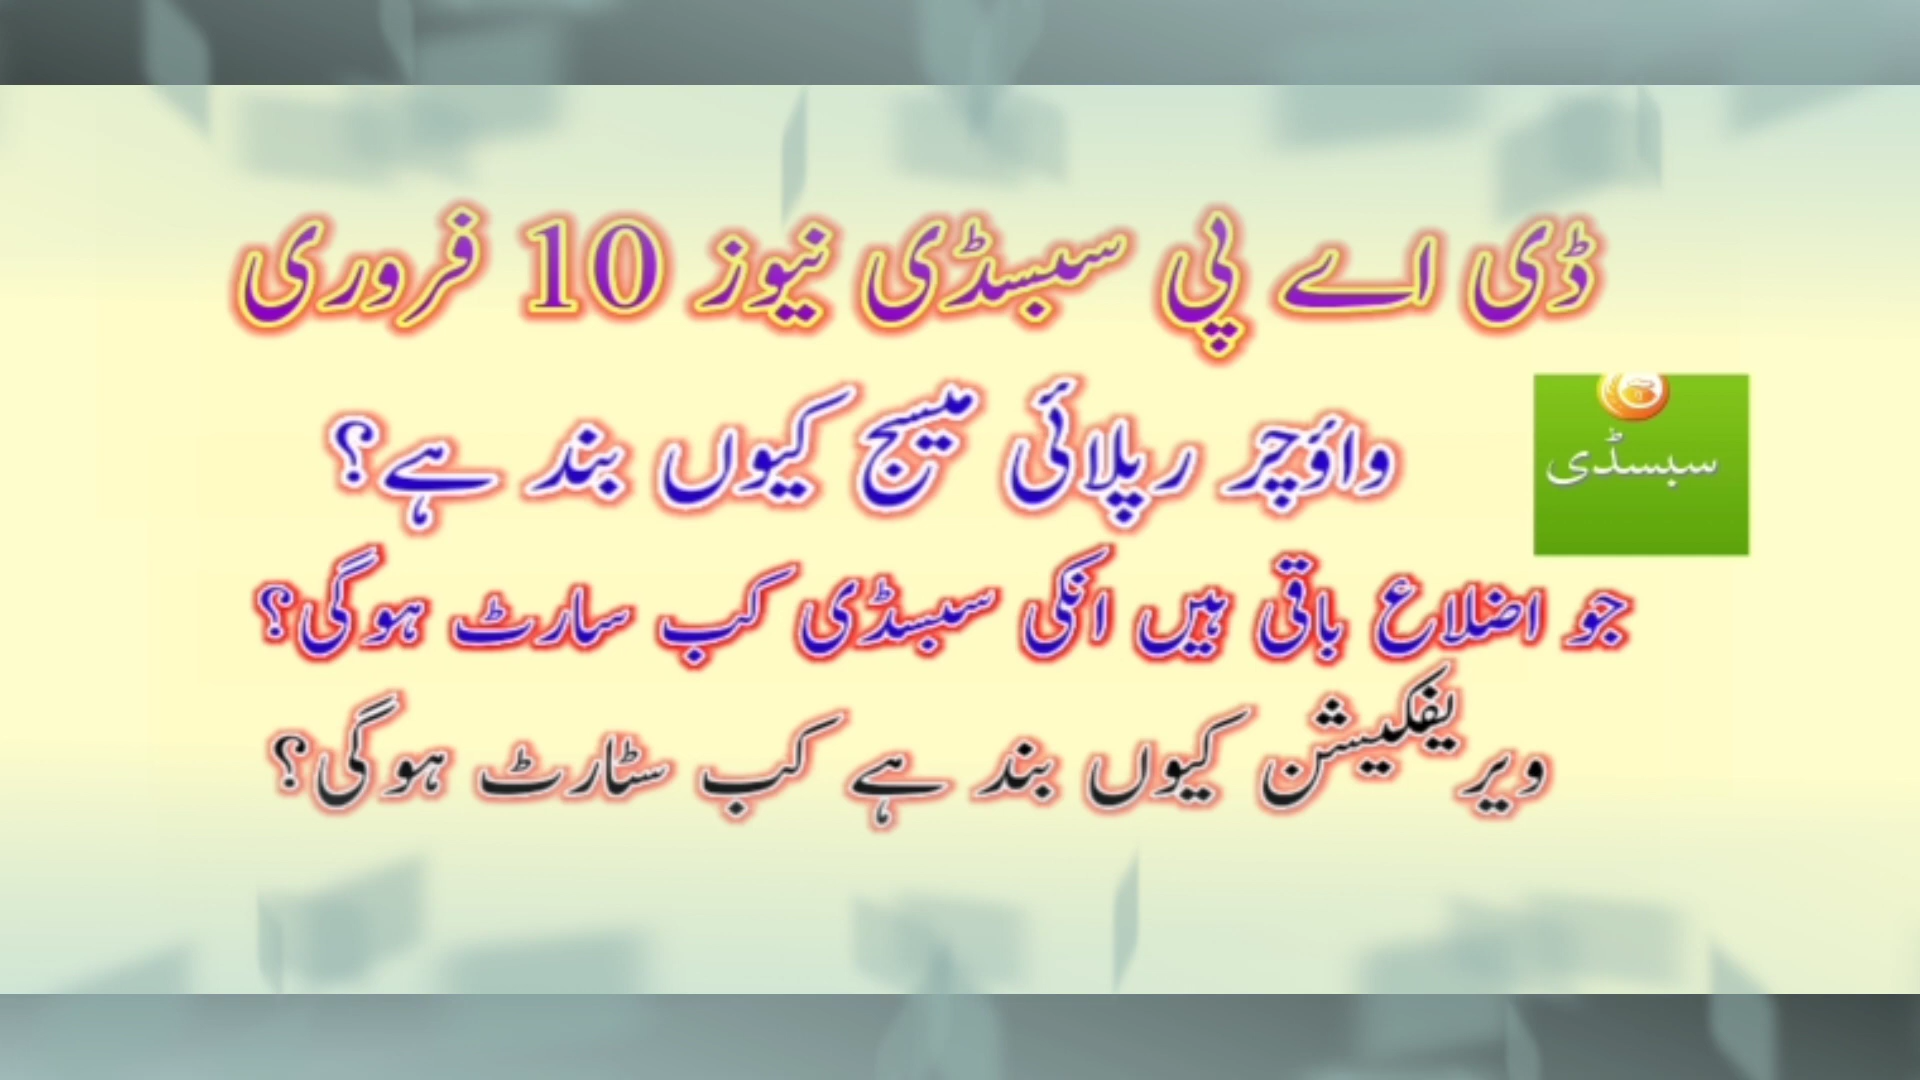 ڈی اے پی سبسڈی نیوز 10 فروری
واؤچر رپلائی میسج کیوں بند ہے؟
سبسڈی
جو اضلاع باقی ہیں انکی سبسڈی کب سارٹ ہوگی؟
ویریفکیشن کیوں بند ہے کب سٹارٹ ہوگی؟